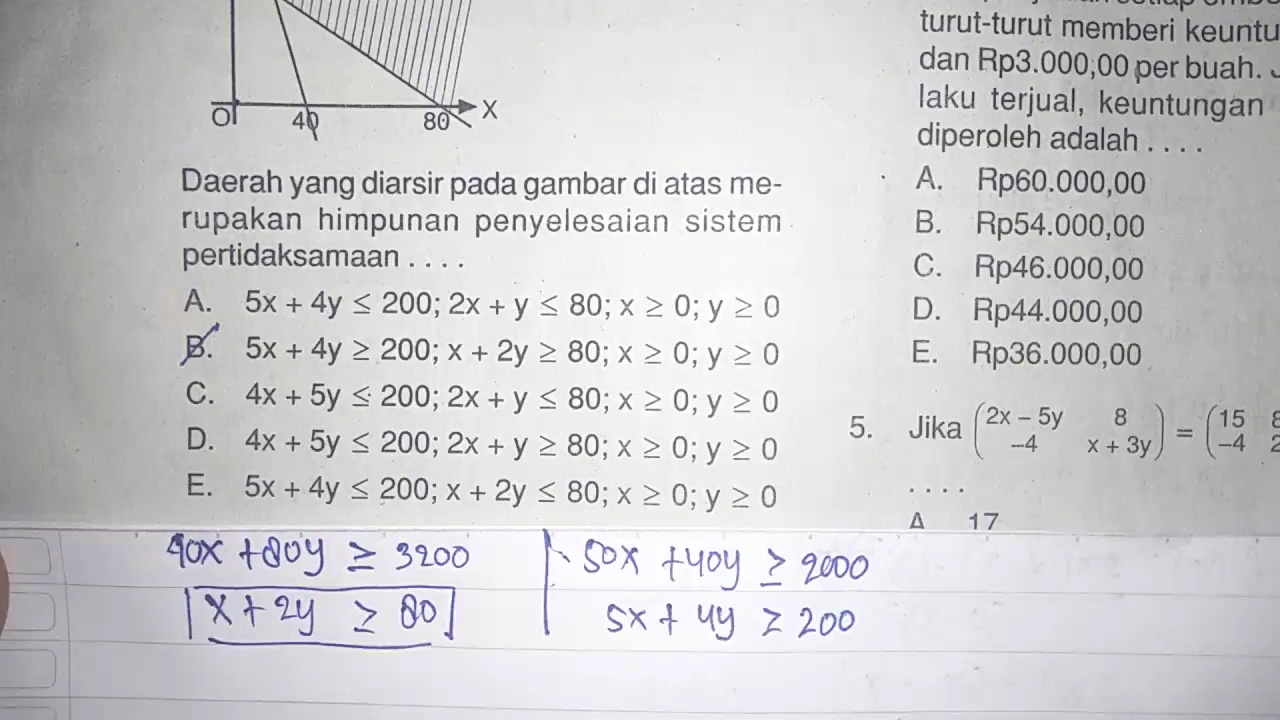 O 40 80 X
Daerah yang diarsir pada gambar di atas me-
rupakan himpunan penyelesaian sistem
pertidaksamaan . . . .
A. 5x + 4y ≤ 200; 2x + y ≤ 80; x ≥ 0; y ≥ 0
B. 5x + 4y ≥ 200; x + 2y ≥ 80; x ≥ 0; y ≥ 0
C. 4x + 5y ≤ 200; 2x + y ≤ 80; x ≥ 0; y ≥ 0
D. 4x + 5y ≤ 200; 2x + y ≥ 80; x ≥ 0; y ≥ 0
E. 5x + 4y ≤ 200; x + 2y ≤ 80; x ≥ 0; y ≥ 0
40x + 80y ≥ 3200
x + 2y ≥ 80
50x + 40y ≥ 2000
5x + 4y ≥ 200
turut-turut memberi keuntu
dan Rp3.000,00 per buah.
laku terjual, keuntungan
diperoleh adalah . . . .
A. Rp60.000,00
B. Rp54.000,00
C. Rp46.000,00
D. Rp44.000,00
E. Rp36.000,00
5. Jika (2x – 5y 8 = (15 8
–4 x + 3y) –4 2
. . . .
A 17